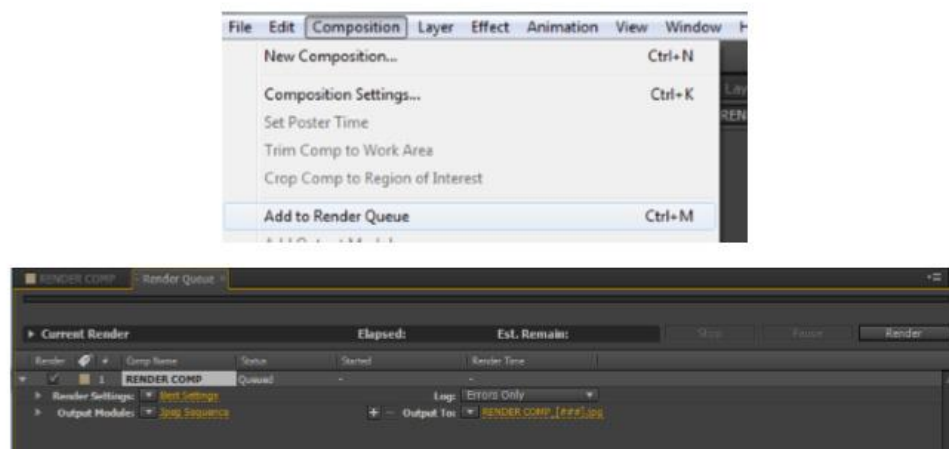 File Edit Composition Layer Effect Animation View Window
New Composition... Ctrl+N
Composition Settings... Ctrl+K
Set Poster Time
Trim Comp to Work Area
Crop Comp to Region of Interest
Add to Render Queue Ctrl+M
RENDER COMP Render Queue
Current Render Elapsed: Est. Remain: Stop Pause Render
Render # Comp Name Status Started Render Time
1 RENDER COMP Queued - -
Render Settings: Best Settings Log: Errors Only
Output Module: Jpeg Sequence + - Output To: RENDER COMP_[###].jpg